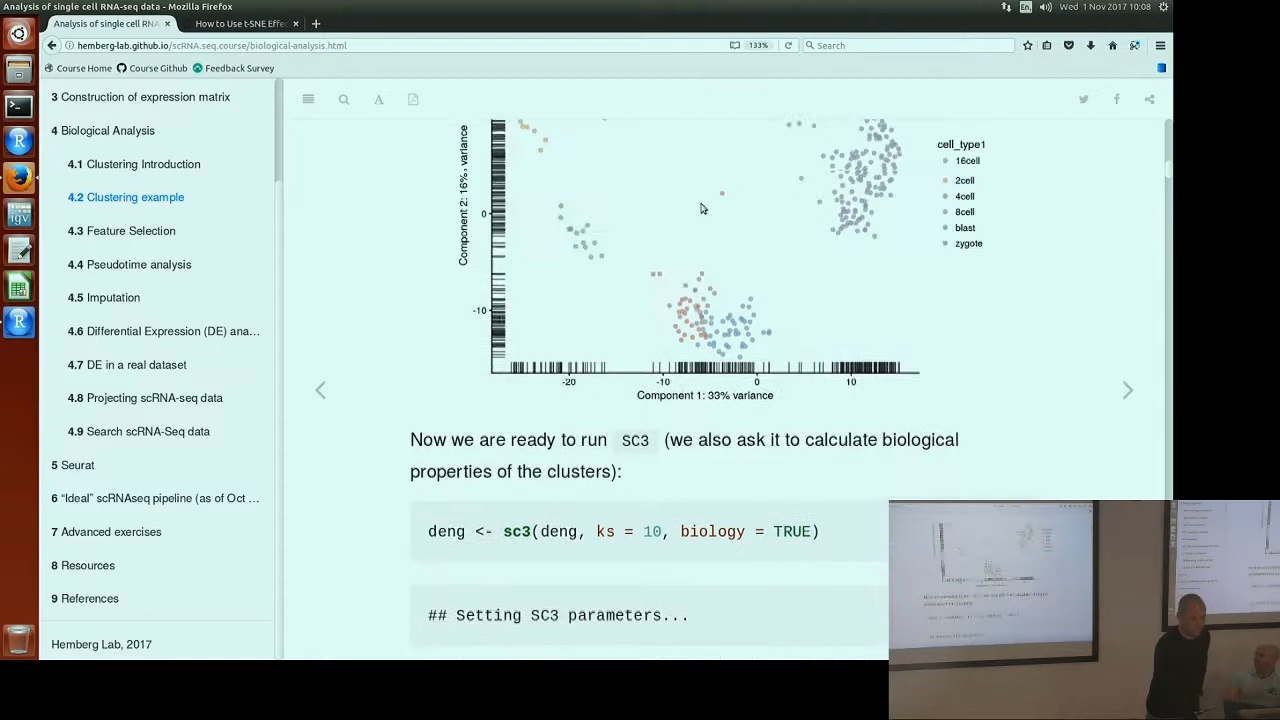 Analysis of single cell RNA-seq data - Mozilla Firefox
En
Wed 1 Nov 2017 10:08
Analysis of single cell RNA ×
How to Use t-SNE Effec ×
hemberg-lab.github.io/scRNA.seq.course/biological-analysis.html
133%
Search
Course Home
Course Github
Feedback Survey
3 Construction of expression matrix
4 Biological Analysis
4.1 Clustering Introduction
4.2 Clustering example
4.3 Feature Selection
4.4 Pseudotime analysis
4.5 Imputation
4.6 Differential Expression (DE) ana…
4.7 DE in a real dataset
4.8 Projecting scRNA-seq data
4.9 Search scRNA-Seq data
5 Seurat
6 “Ideal” scRNAseq pipeline (as of Oct …
7 Advanced exercises
8 Resources
9 References
Hemberg Lab, 2017
Component 2: 16% variance
0
-10
-20
-10
0
10
Component 1: 33% variance
cell_type1
16cell
2cell
4cell
8cell
blast
zygote
Now we are ready to run SC3 (we also ask it to calculate biological
properties of the clusters):
deng <- sc3(deng, ks = 10, biology = TRUE)
## Setting SC3 parameters...
igv